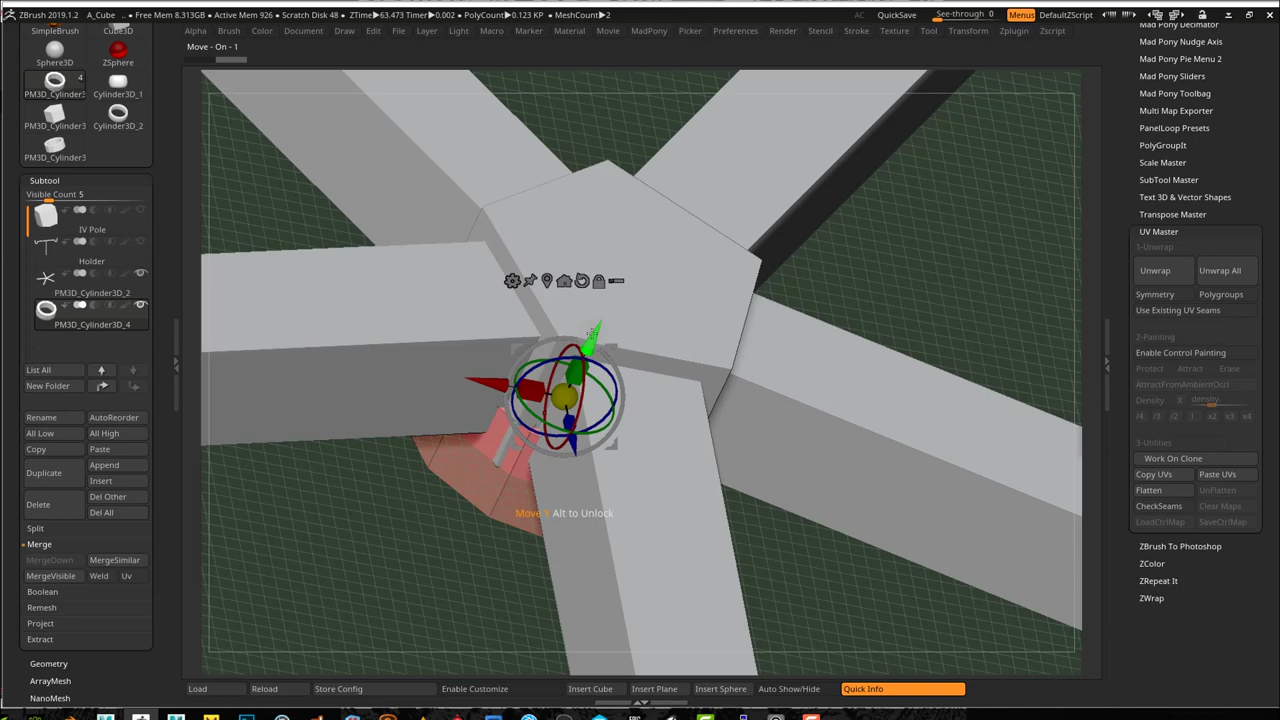 ZBrush 2019.1.2 A_Cube .. • Free Mem 8.313GB • Active Mem 926 • Scratch Disk 48 • ZTime▶63.473 Timer▶0.002 • PolyCount▶0.123 KP • MeshCount▶2 AC QuickSave See-through 0 Menus DefaultZScript
SimpleBrush Cube3D Alpha Brush Color Document Draw Edit File Layer Light Macro Marker Material Movie MadPony Picker Preferences Render Stencil Stroke Texture Tool Transform Zplugin Zscript
Move - On - 1
Sphere3D ZSphere
4
PM3D_Cylinder3 Cylinder3D_1
PM3D_Cylinder3 Cylinder3D_2
PM3D_Cylinder3
Subtool
Visible Count 5
IV Pole
Holder
PM3D_Cylinder3D_2
PM3D_Cylinder3D_4
List All
New Folder
Rename AutoReorder
All Low All High
Copy Paste
Duplicate Append
Insert
Delete Del Other
Del All
Split
Merge
MergeDown MergeSimilar
MergeVisible Weld Uv
Boolean
Remesh
Project
Extract
Geometry
ArrayMesh
NanoMesh
Alt to Unlock
Load Reload Store Config Enable Customize Insert Cube Insert Plane Insert Sphere Auto Show/Hide Quick Info
Mad Pony Decimator
Mad Pony Nudge Axis
Mad Pony Pie Menu 2
Mad Pony Sliders
Mad Pony Toolbag
Multi Map Exporter
PanelLoop Presets
PolyGroupIt
Scale Master
SubTool Master
Text 3D & Vector Shapes
Transpose Master
UV Master
1-Unwrap
Unwrap Unwrap All
Symmetry Polygroups
Use Existing UV Seams
2-Painting
Enable Control Painting
Protect Attract Erase
AttractFromAmbientOccl
Density X density
/4 /3 /2 1 x2 x3 x4
3-Utilities
Work On Clone
Copy UVs Paste UVs
Flatten UnFlatten
CheckSeams Clear Maps
LoadCtrlMap SaveCtrlMap
ZBrush To Photoshop
ZColor
ZRepeat It
ZWrap